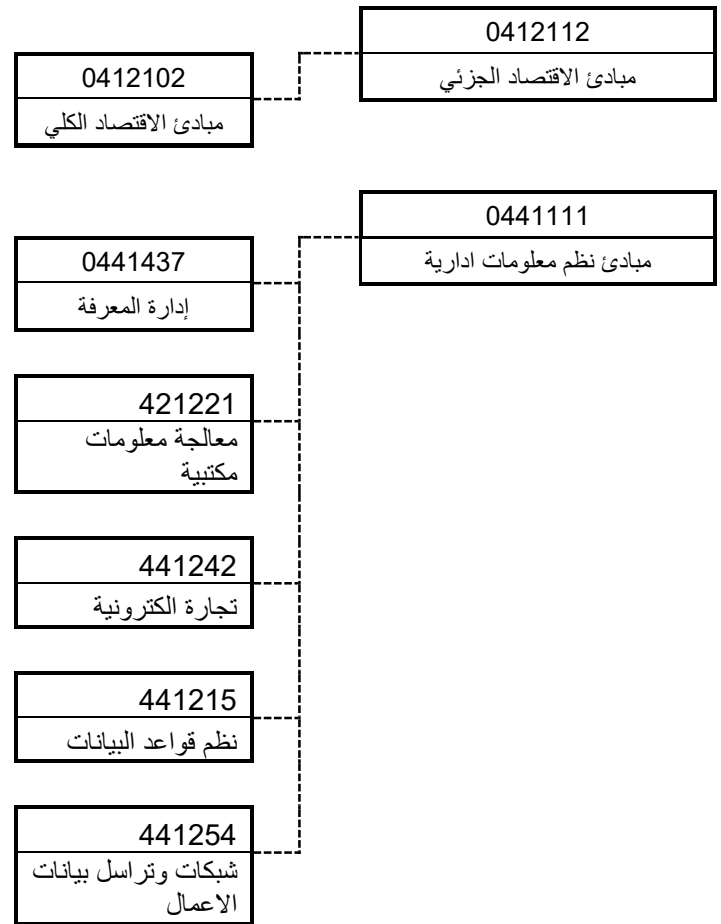 0412112
مبادئ الاقتصاد الجزئي
0412102
مبادئ الاقتصاد الكلي
0441111
مبادئ نظم معلومات ادارية
0441437
إدارة المعرفة
421221
معالجة معلومات
مكتبية
441242
تجارة الكترونية
441215
نظم قواعد البيانات
441254
شبكات وتراسل بيانات
الاعمال